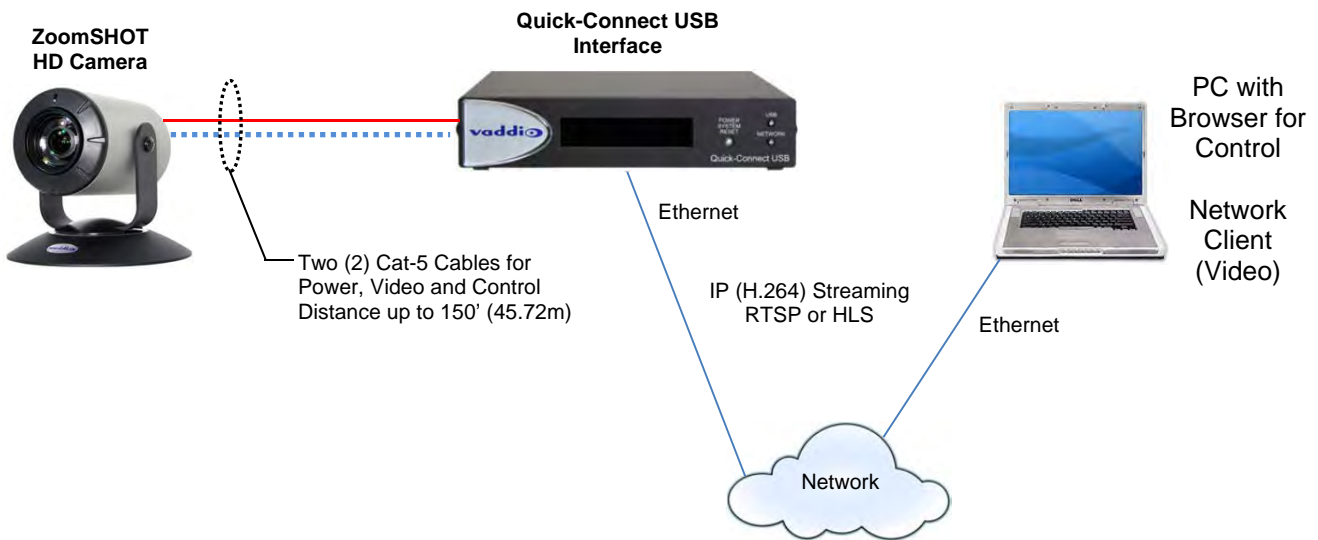 ZoomSHOT
HD Camera
Quick-Connect USB
Interface
vaddio
POWER
SYSTEM
RESET
USB
NETWORK
Quick-Connect USB
PC with
Browser for
Control
Network
Client
(Video)
DELL
vaddio
Ethernet
Two (2) Cat-5 Cables for
Power, Video and Control
Distance up to 150' (45.72m)
IP (H.264) Streaming
RTSP or HLS
Ethernet
Network